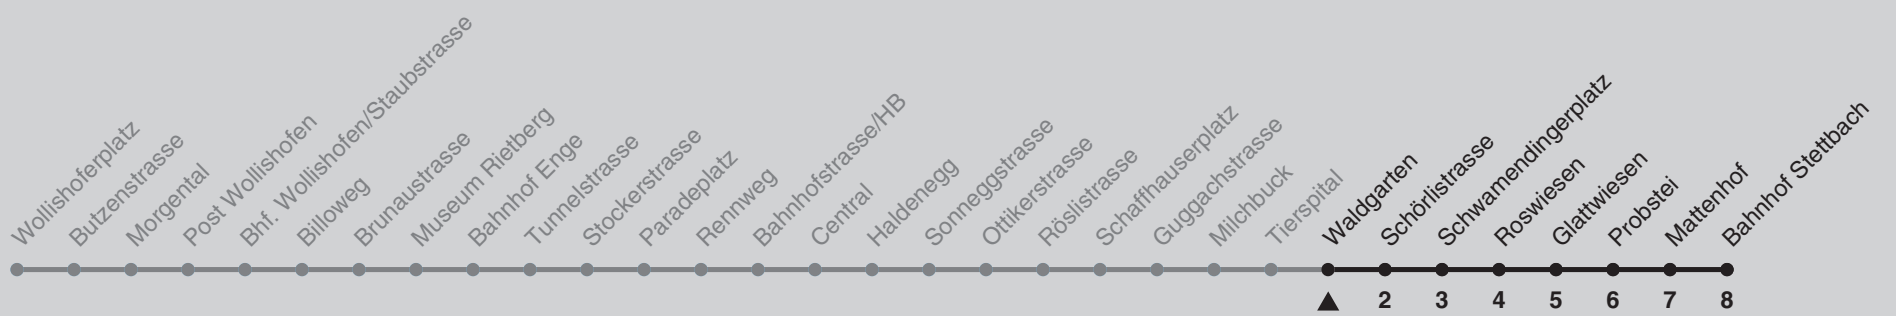 Wollishoferplatz
Butzenstrasse
Morgental
Post Wollishofen
Bhf. Wollishofen/Staubstrasse
Billoweg
Brunaustrasse
Museum Rietberg
Bahnhof Enge
Tunnelstrasse
Stockerstrasse
Paradeplatz
Rennweg
Bahnhofstrasse/HB
Central
Haldenegg
Sonneggstrasse
Ottikerstrasse
Röslistrasse
Schaffhauserplatz
Guggachstrasse
Milchbuck
Tierspital
Waldgarten
Schörlistrasse
Schwamendingerplatz
Roswiesen
Glattwiesen
Probstei
Mattenhof
Bahnhof Stettbach
2 3 4 5 6 7 8